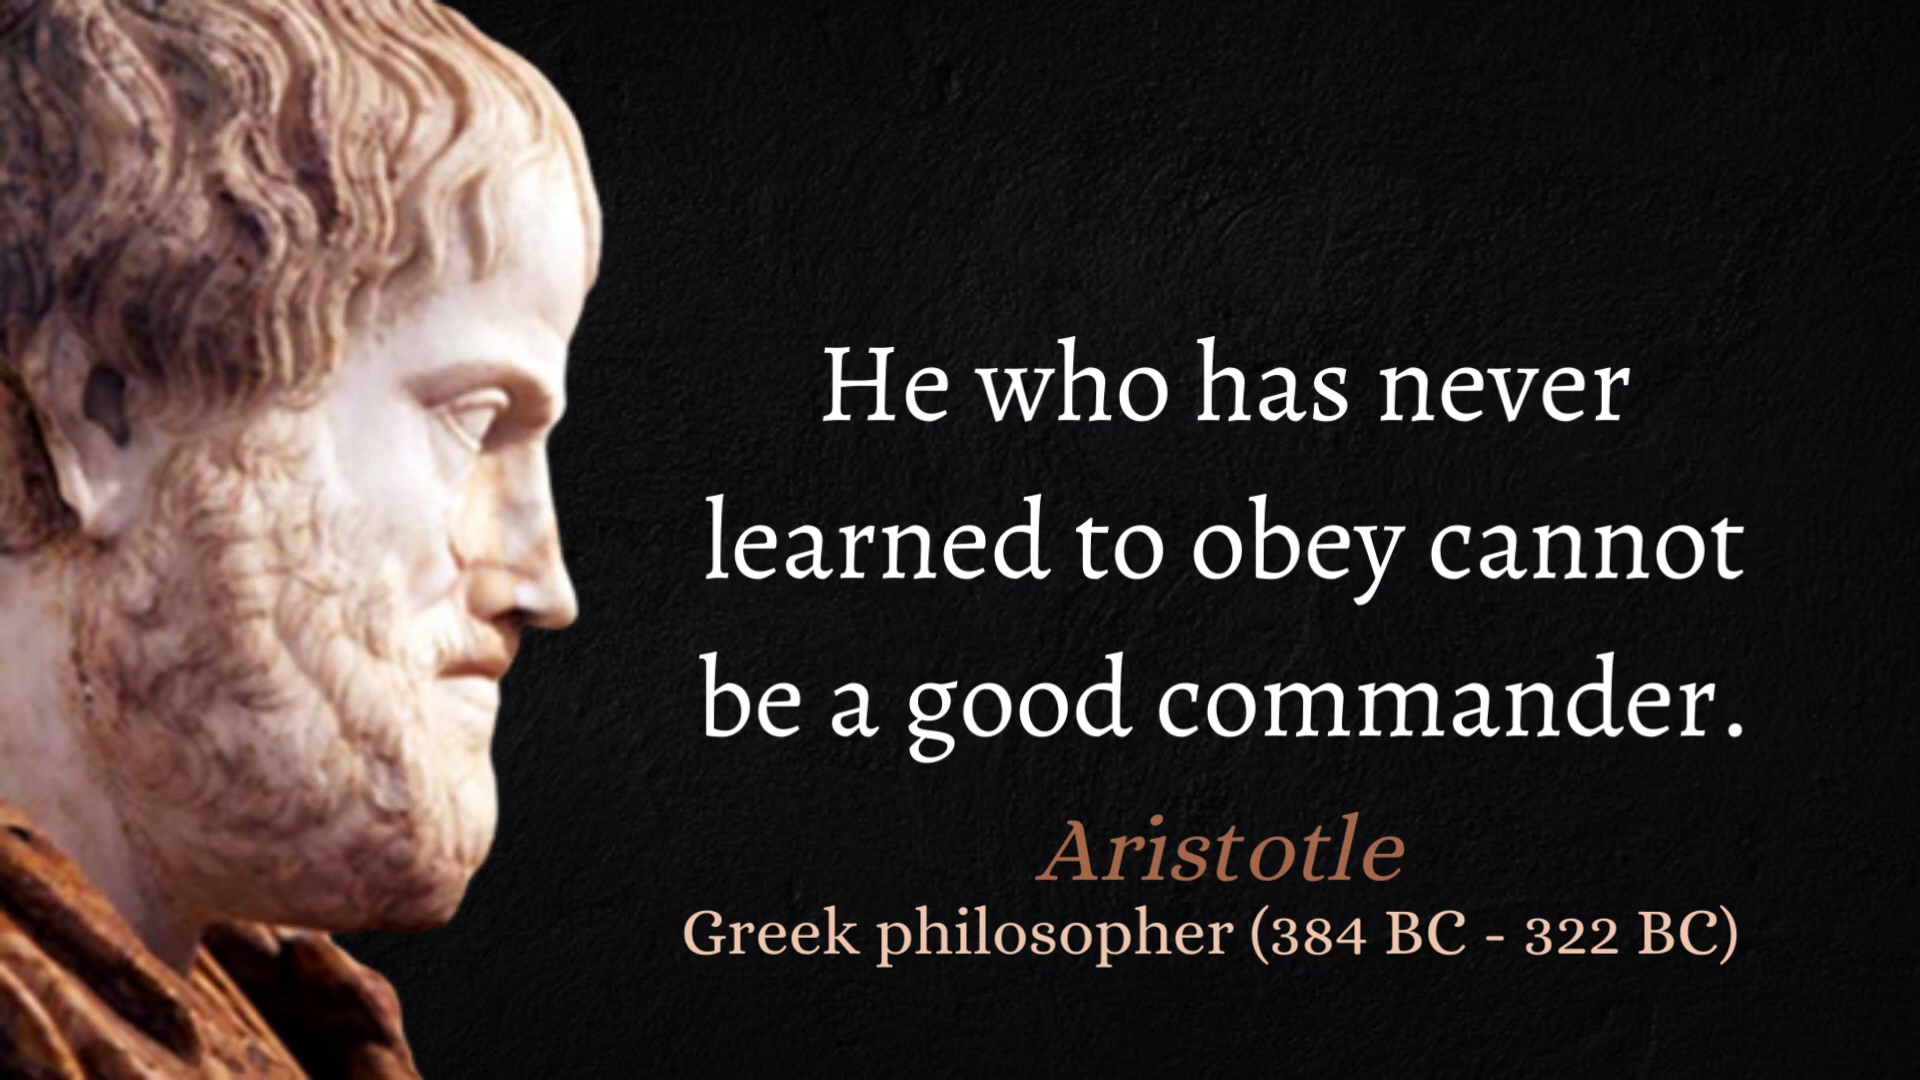 He who has never
learned to obey cannot
be a good commander.
Aristotle
Greek philosopher (384 BC - 322 BC)